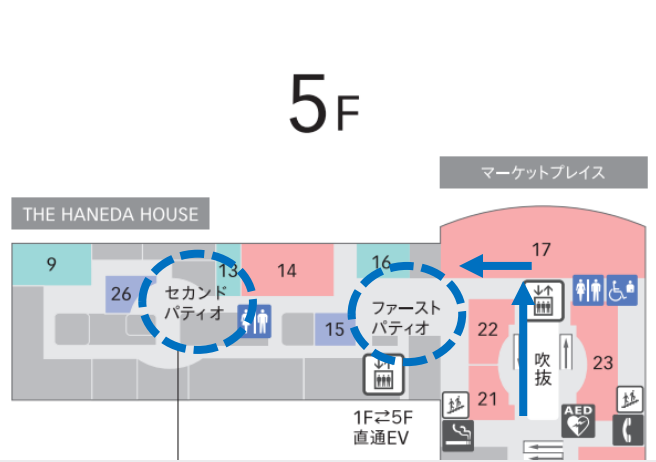 5F
マーケットプレイス
THE HANEDA HOUSE
9
26
セカンド
パティオ
13
14
16
ファースト
パティオ
15
17
22
吹
抜
23
21
AED
1F⇄5F
直通EV